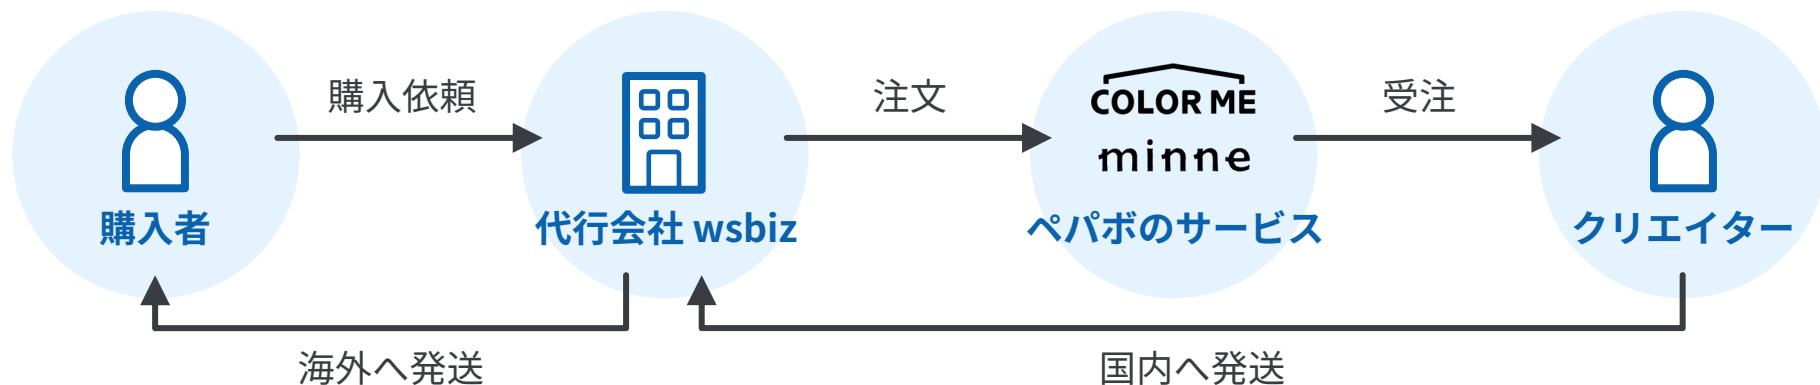 購入依頼
注文
受注
COLOR ME
minne
購入者
代行会社 wsbiz
ペパボのサービス
クリエイター
海外へ発送
国内へ発送